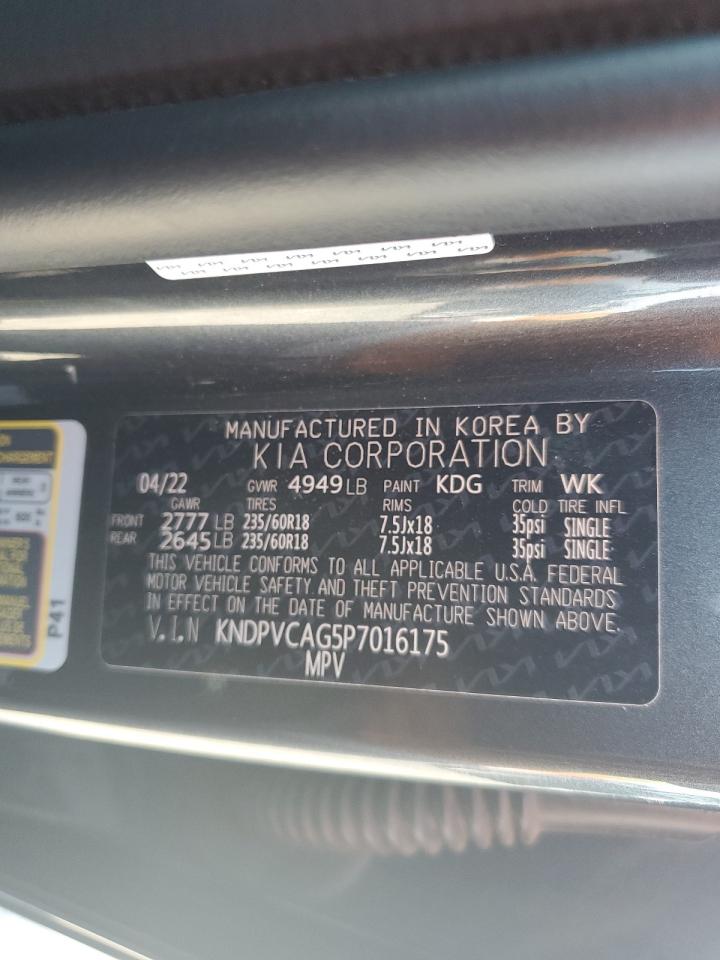 MANUFACTURED IN KOREA BY
KIA CORPORATION
04/22 GVWR 4949 LB PAINT KDG TRIM WK
GAWR TIRES RIMS COLD TIRE INFL
FRONT 2777 LB 235/60R18 7.5Jx18 35psi SINGLE
REAR 2645 LB 235/60R18 7.5Jx18 35psi SINGLE
THIS VEHICLE CONFORMS TO ALL APPLICABLE U.S.A. FEDERAL
MOTOR VEHICLE SAFETY AND THEFT PREVENTION STANDARDS
IN EFFECT ON THE DATE OF MANUFACTURE SHOWN ABOVE.
V.I.N KNDPVCAG5P7016175
MPV
P41